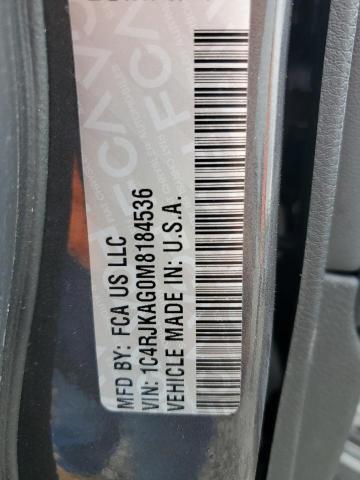 MFD BY: FCA US LLC
VIN: 1C4RJKAG0M8184536
VEHICLE MADE IN: U.S.A.